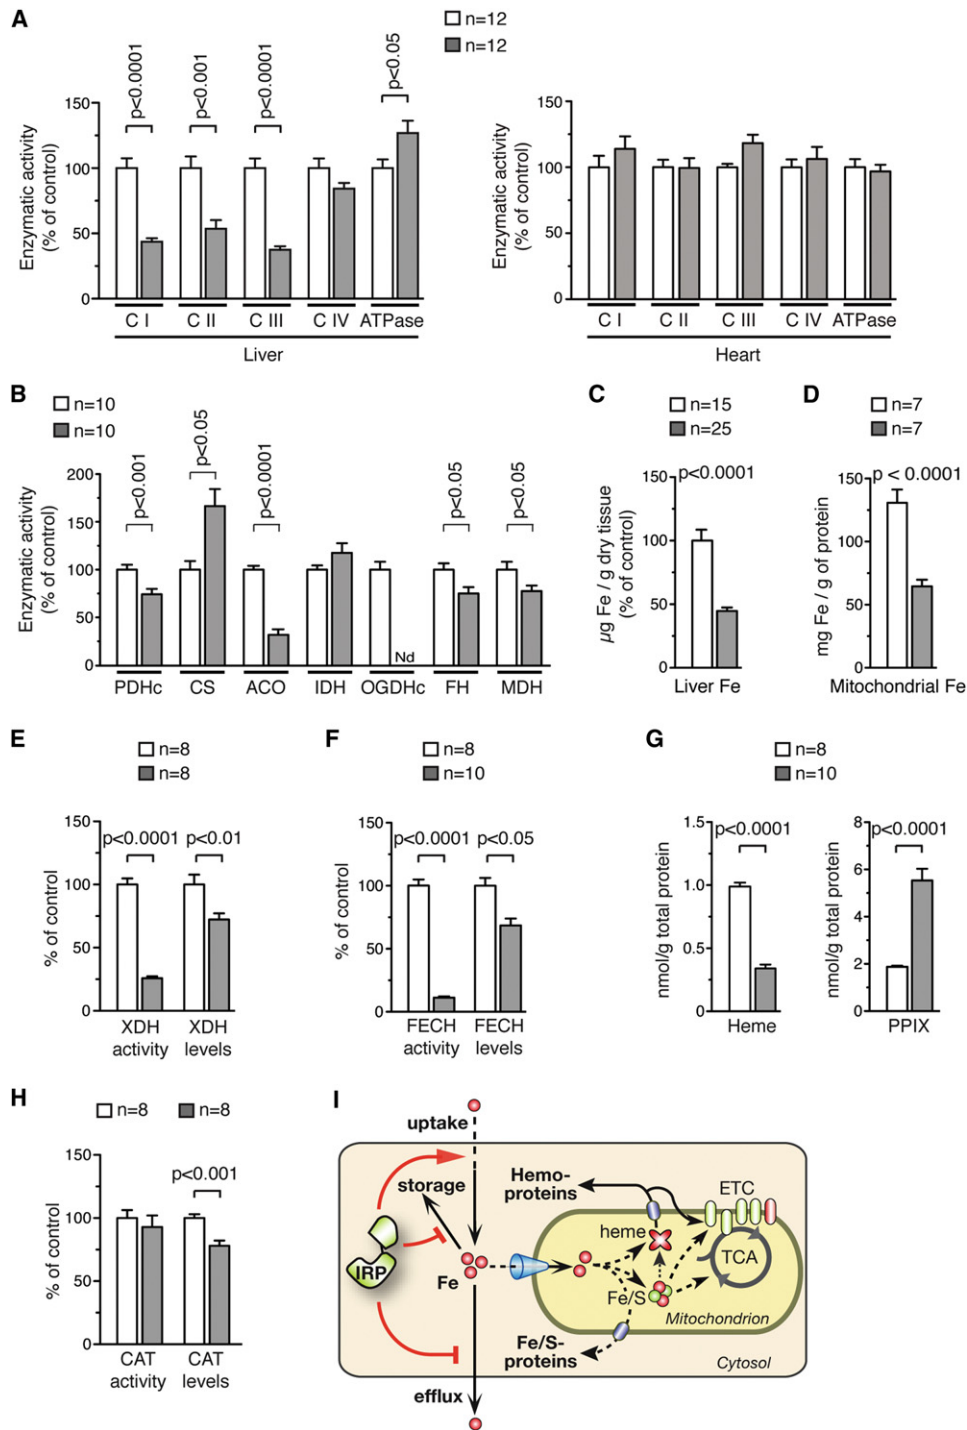 A
n=12
n=12
Enzymatic activity
(% of control)
150
100
50
0
p<0.0001
p<0.001
p<0.0001
p<0.05
C I
C II
C III
C IV
ATPase
Liver
Enzymatic activity
(% of control)
150
100
50
0
C I
C II
C III
C IV
ATPase
Heart
B
n=10
n=10
Enzymatic activity
(% of control)
200
150
100
50
0
p<0.001
p<0.05
p<0.0001
p<0.05
p<0.05
Nd
PDHc
CS
ACO
IDH
OGDHc
FH
MDH
C
n=15
n=25
µg Fe / g dry tissue
(% of control)
150
100
50
0
p<0.0001
Liver Fe
D
n=7
n=7
mg Fe / g of protein
150
100
50
0
p < 0.0001
Mitochondrial Fe
E
n=8
n=8
% of control
150
100
50
0
p<0.0001
p<0.01
XDH
activity
XDH
levels
F
n=8
n=10
% of control
150
100
50
0
p<0.0001
p<0.05
FECH
activity
FECH
levels
G
n=8
n=10
nmol/g total protein
1.5
1.0
0.5
0
p<0.0001
Heme
nmol/g total protein
8
6
4
2
0
p<0.0001
PPIX
H
n=8
n=8
% of control
150
100
50
0
p<0.001
CAT
activity
CAT
levels
I
uptake
storage
Hemo-
proteins
ETC
heme
IRP
Fe
TCA
Fe/S
Mitochondrion
Fe/S-
proteins
Cytosol
efflux